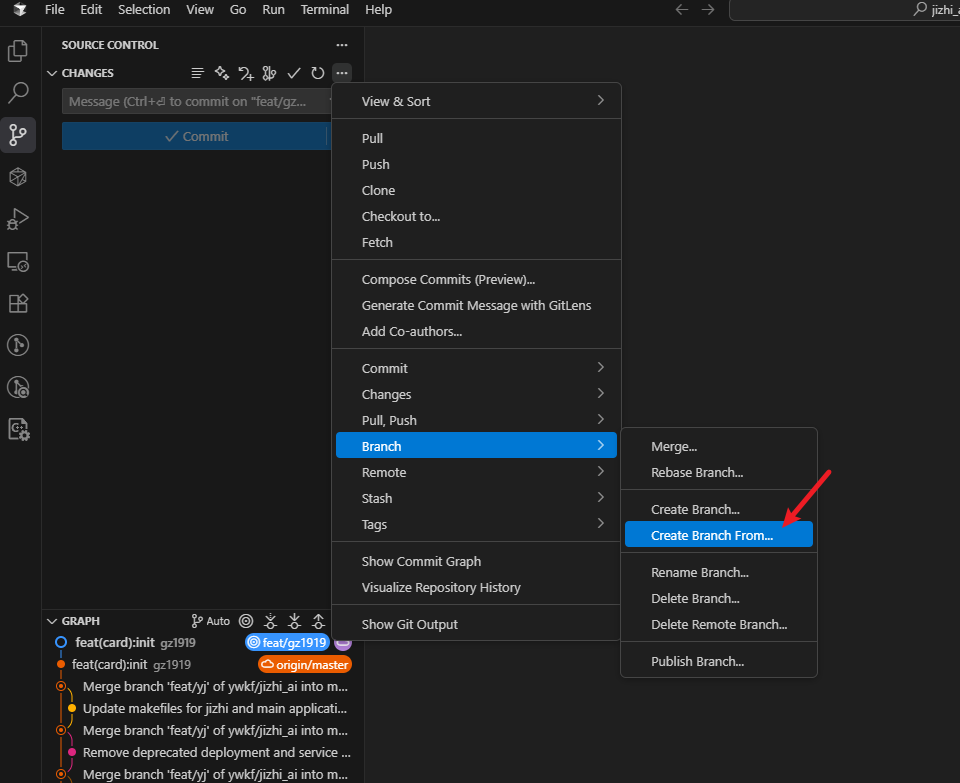 File Edit Selection View Go Run Terminal Help
jizhi_a
SOURCE CONTROL
CHANGES
Message (Ctrl+⏎ to commit on "feat/gz...
Commit
View & Sort
Pull
Push
Clone
Checkout to...
Fetch
Compose Commits (Preview)...
Generate Commit Message with GitLens
Add Co-authors...
Commit
Changes
Pull, Push
Branch
Remote
Stash
Tags
Show Commit Graph
Visualize Repository History
Show Git Output
Merge...
Rebase Branch...
Create Branch...
Create Branch From...
Rename Branch...
Delete Branch...
Delete Remote Branch...
Publish Branch...
GRAPH Auto
feat(card):init gz1919 feat/gz1919
feat(card):init gz1919 origin/master
Merge branch 'feat/yj' of ywkf/jizhi_ai into m...
Update makefiles for jizhi and main applicati...
Merge branch 'feat/yj' of ywkf/jizhi_ai into m...
Remove deprecated deployment and service ...
Merge branch 'feat/yj' of ywkf/jizhi_ai into m...